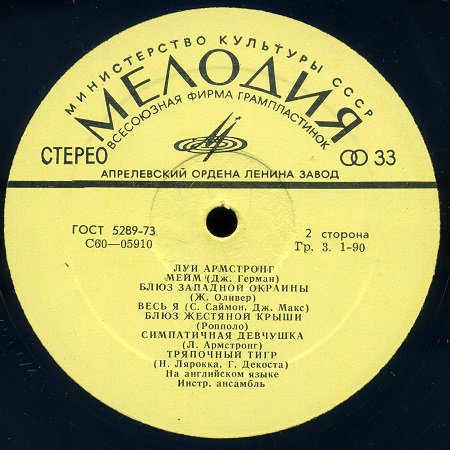 МИНИСТЕРСТВО КУЛЬТУРЫ СССР
МЕЛОДИЯ
ВСЕСОЮЗНАЯ ФИРМА ГРАМПЛАСТИНОК
СТЕРЕО
33
АПРЕЛЕВСКИЙ ОРДЕНА ЛЕНИНА ЗАВОД
ГОСТ 5289-73
2 сторона
С60—05910
Гр. 3. 1-90
ЛУИ АРМСТРОНГ
МЕЙМ (Дж. Герман)
БЛЮЗ ЗАПАДНОЙ ОКРАИНЫ
(Ж. Оливер)
ВЕСЬ Я (С. Саймон, Дж. Макс)
БЛЮЗ ЖЕСТЯНОЙ КРЫШИ
(Ропполо)
СИМПАТИЧНАЯ ДЕВЧУШКА
(Л. Армстронг)
ТРЯПОЧНЫЙ ТИГР
(Н. Лярокка, Г. Декоста)
На английском языке
Инстр. ансамбль